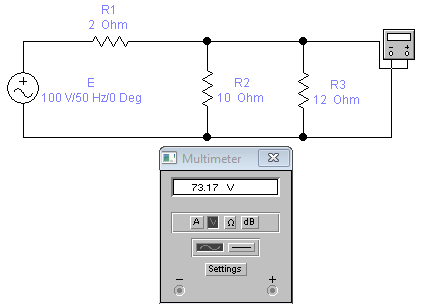 R1
2 Ohm
E
100 V/50 Hz/0 Deg
R2
10 Ohm
R3
12 Ohm
- +
Multimeter
73.17 V
A V Ω dB
Settings
- +